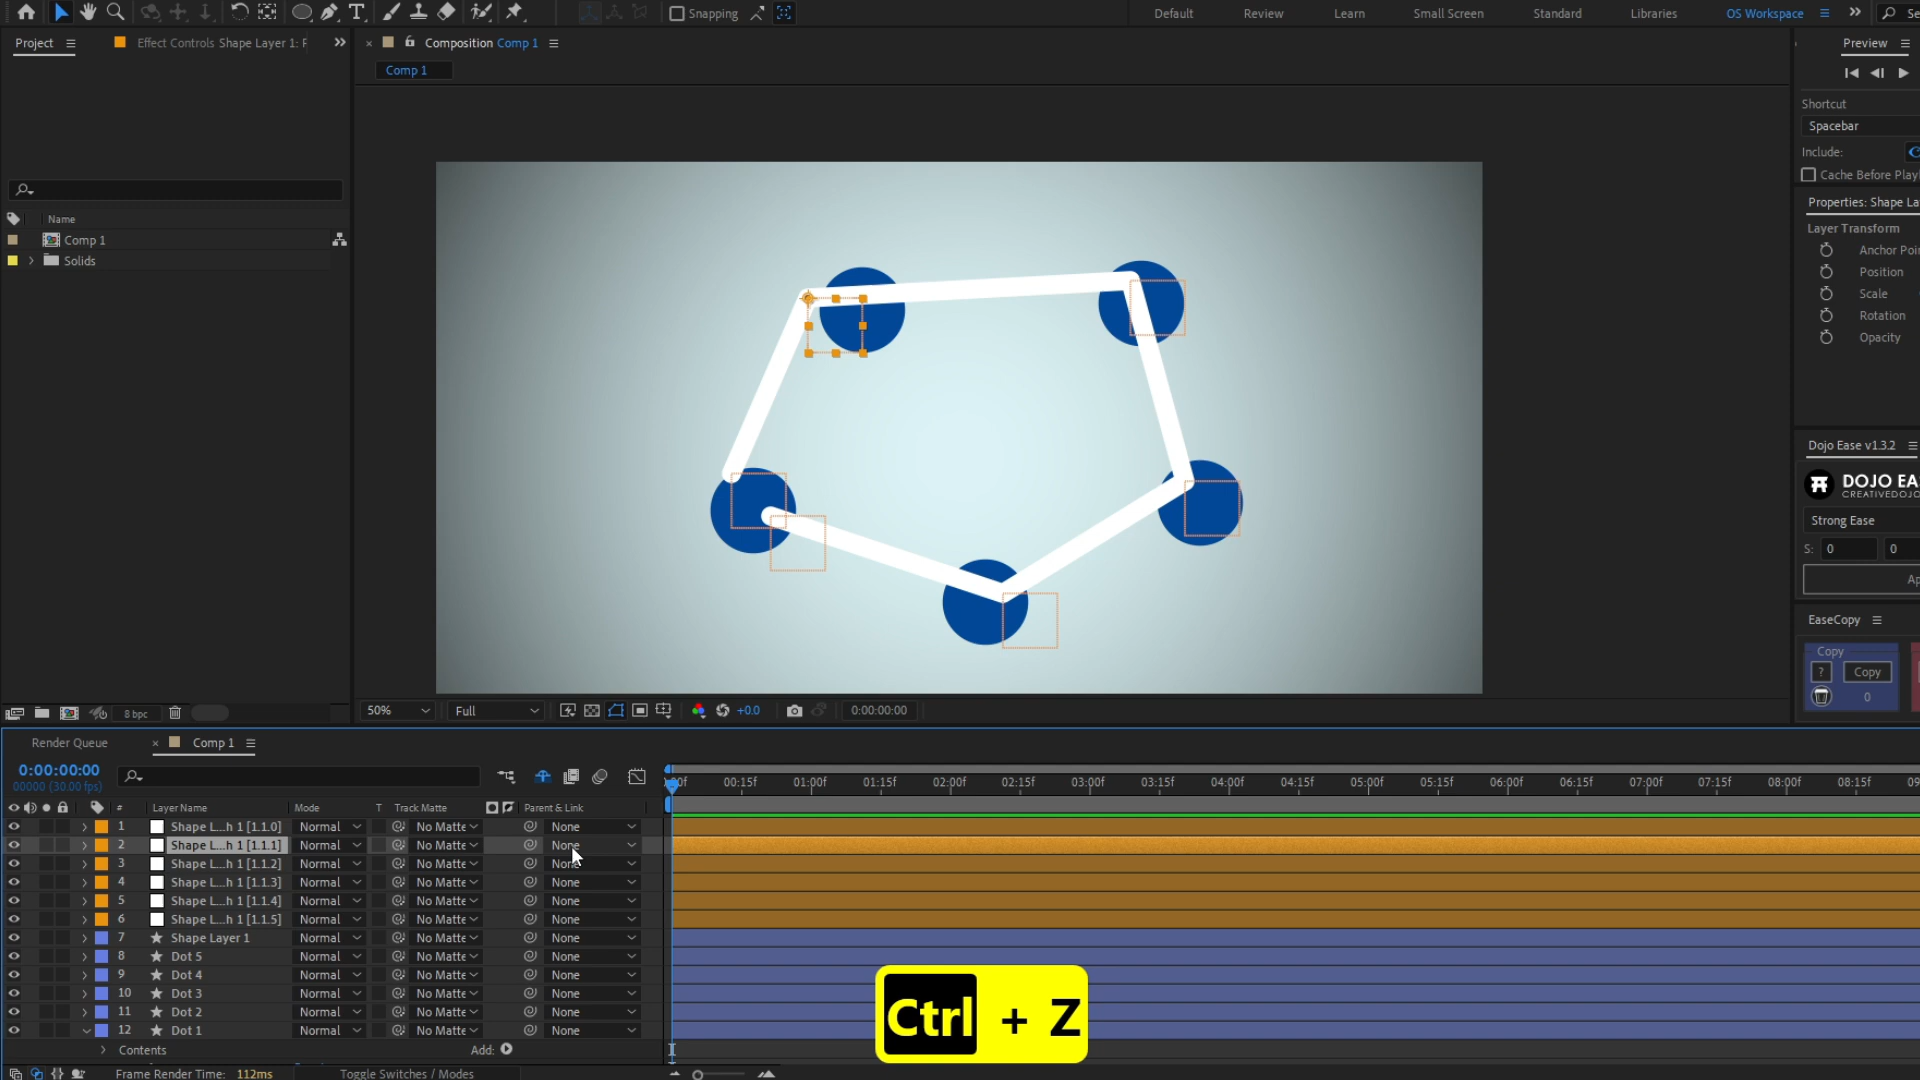 Snapping
Default
Review
Learn
Small Screen
Standard
Libraries
OS Workspace
Project
Effect Controls Shape Layer 1: F
Composition Comp 1
Comp 1
Preview
Shortcut
Spacebar
Include:
Cache Before Play
Properties: Shape La
Layer Transform
Anchor Poi
Position
Scale
Rotation
Opacity
Name
Comp 1
Solids
Dojo Ease v1.3.2
DOJO EA
CREATIVEDOJO
Strong Ease
S: 0 0
Ap
EaseCopy
Copy
? Copy
0
8 bpc
50%
Full
+0.0
0:00:00:00
Render Queue
Comp 1
0:00:00:00
00000 (30.00 fps)
00f 00:15f 01:00f 01:15f 02:00f 02:15f 03:00f 03:15f 04:00f 04:15f 05:00f 05:15f 06:00f 06:15f 07:00f 07:15f 08:00f 08:15f 09
# Layer Name Mode T Track Matte Parent & Link
1 Shape L...h 1 [1.1.0] Normal No Matte None
2 Shape L...h 1 [1.1.1] Normal No Matte None
3 Shape L...h 1 [1.1.2] Normal No Matte None
4 Shape L...h 1 [1.1.3] Normal No Matte None
5 Shape L...h 1 [1.1.4] Normal No Matte None
6 Shape L...h 1 [1.1.5] Normal No Matte None
7 Shape Layer 1 Normal No Matte None
8 Dot 5 Normal No Matte None
9 Dot 4 Normal No Matte None
10 Dot 3 Normal No Matte None
11 Dot 2 Normal No Matte None
12 Dot 1 Normal No Matte None
Contents Add:
Ctrl + Z
Frame Render Time: 112ms
Toggle Switches / Modes